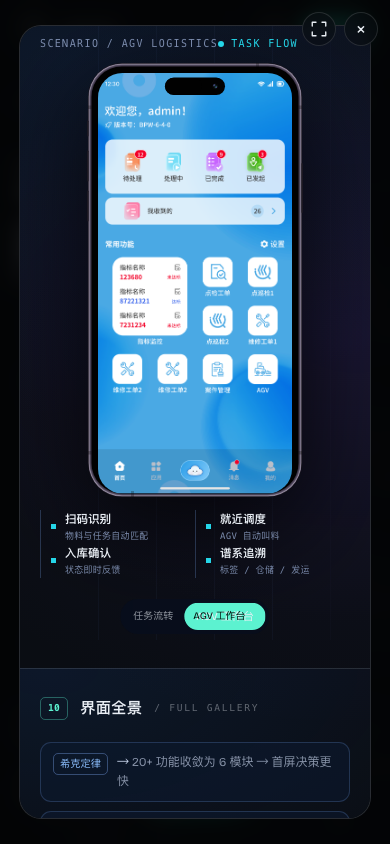 SCENARIO / AGV LOGISTICS● TASK FLOW
12:30
欢迎您，admin!
版本号：BPW-6-4-0
待处理
处理中
已完成
已发起
我收到的
26
常用功能
设置
指标名称
123680
指标名称
87221321
指标名称
7231234
指标监控
点检工单
点巡检1
点巡检2
维修工单1
维修工单2
维修工单2
AGV
首页
我的
扫码识别
物料与任务自动匹配
就近调度
AGV 自动叫料
入库确认
状态即时反馈
谱系追溯
标签 / 仓储 / 发运
任务流转
AGV 工作台
10
界面全景
/ FULL GALLERY
希克定律
→ 20+ 功能收敛为 6 模块 → 首屏决策更
快